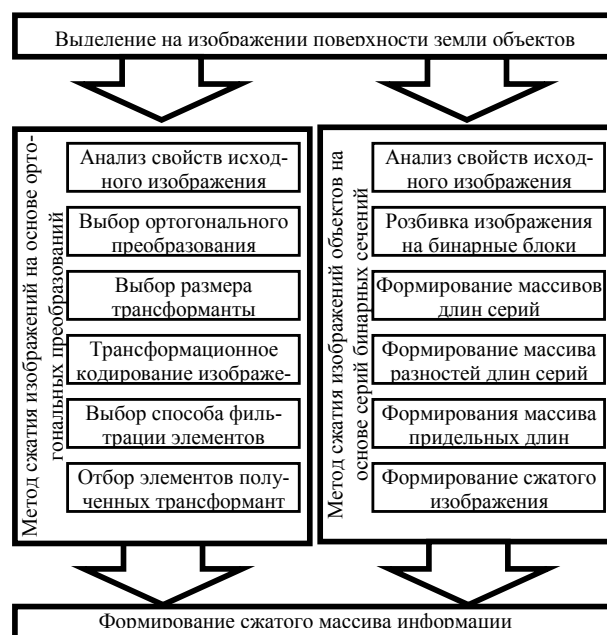 Выделение на изображении поверхности земли объектов
Метод сжатия изображений на основе орто-
гональных преобразований
Анализ свойств исход-
ного изображения
Выбор ортогонального
преобразования
Выбор размера
трансформанты
Трансформационное
кодирование изображе-
Выбор способа филь-
трации элементов
Отбор элементов полу-
ченных трансформант
Метод сжатия изображений объектов на
основе серий бинарных сечений
Анализ свойств исход-
ного изображения
Розбивка изображения
на бинарные блоки
Формирование массивов
длин серий
Формирование массива
разностей длин серий
Формирования массива
придельных длин
Формирование сжатого
изображения
Формирование сжатого массива информации